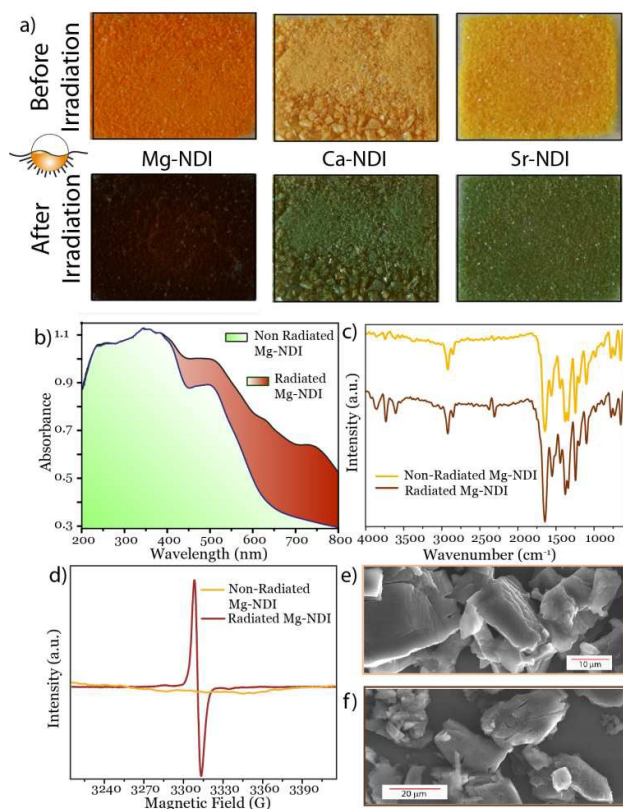 a)
Before
Irradiation
Mg-NDI
Ca-NDI
Sr-NDI
After
Irradiation
b)
1.1
0.9
0.7
0.5
0.3
Absorbance
Non Radiated
Mg-NDI
Radiated
Mg-NDI
200 300 400 500 600 700 800
Wavelength (nm)
c)
Intensity (a.u.)
Non-Radiated Mg-NDI
Radiated Mg-NDI
4000 3500 3000 2500 2000 1500 1000
Wavenumber (cm⁻¹)
d)
Intensity (a.u.)
Non-Radiated
Mg-NDI
Radiated Mg-NDI
3240 3270 3300 3330 3360 3390
Magnetic Field (G)
e)
10 µm
f)
20 µm